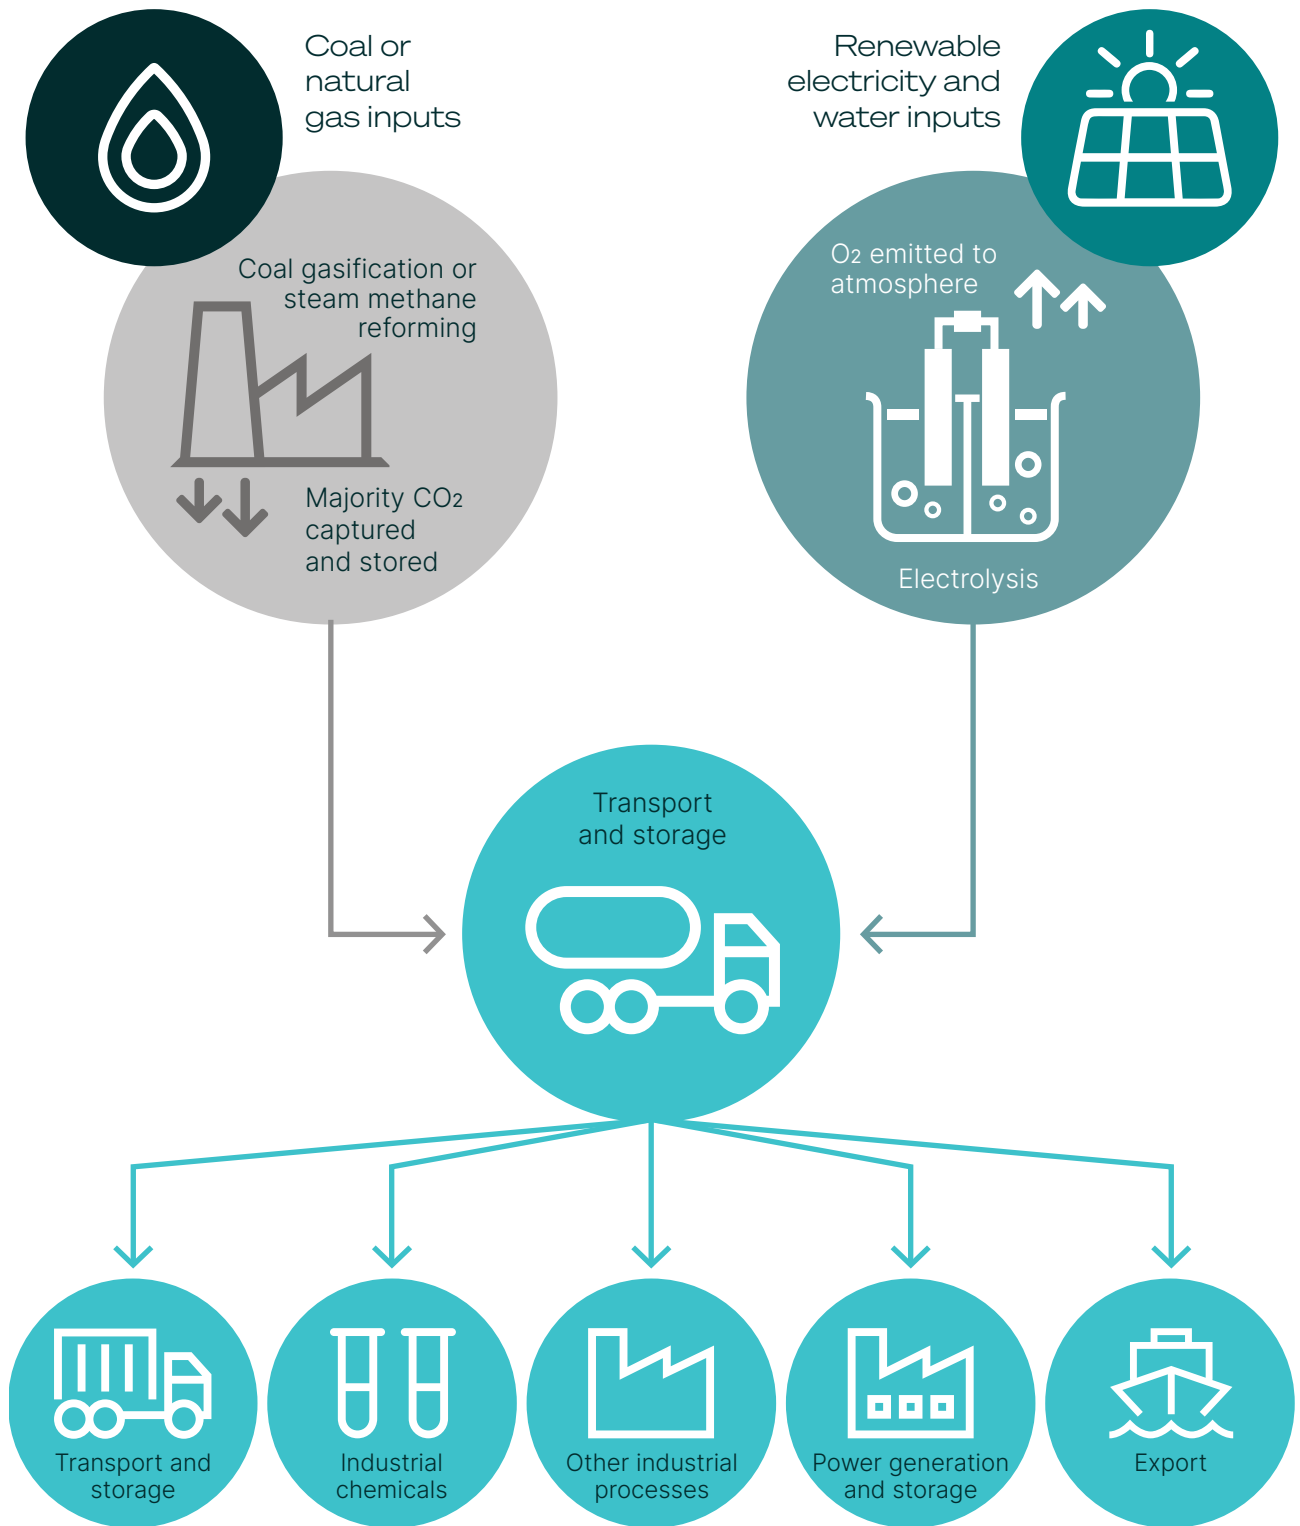 Coal or
natural
gas inputs
Renewable
electricity and
water inputs
Coal gasification or
steam methane
reforming
Majority CO2
captured
and stored
O2 emitted to
atmosphere
Electrolysis
Transport
and storage
Transport and
storage
Industrial
chemicals
Other industrial
processes
Power generation
and storage
Export